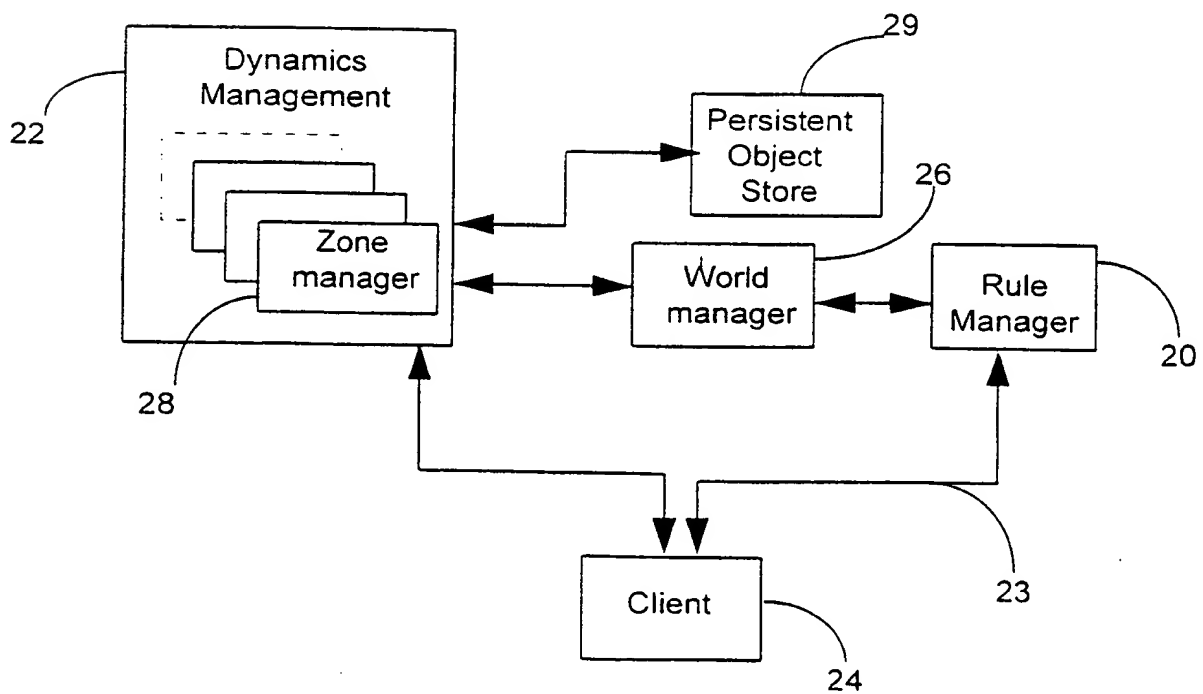 29
Dynamics
Management
22
Persistent
Object
Store
26
Zone
manager
World
manager
Rule
Manager
20
28
Client
23
24